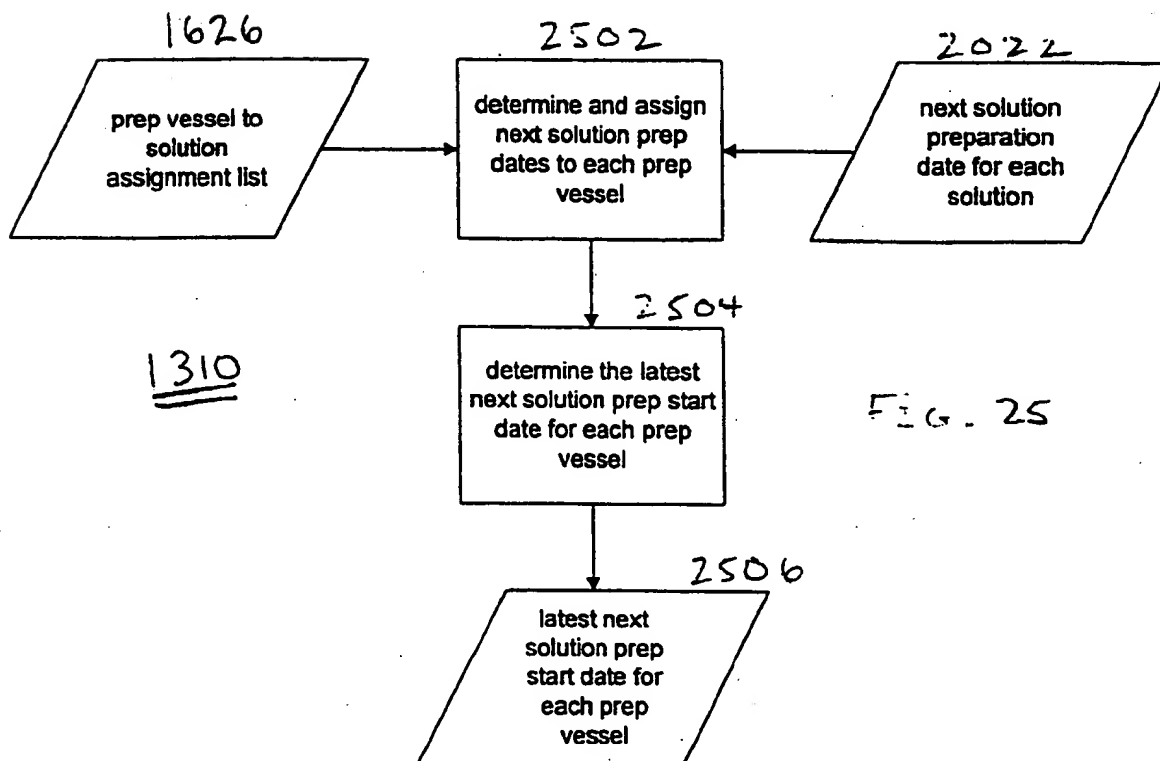 1626
2502
2022
prep vessel to
solution
assignment list
determine and assign
next solution prep
dates to each prep
vessel
next solution
preparation
date for each
solution
2504
1310
determine the latest
next solution prep start
date for each prep
vessel
FIG. 25
2506
latest next
solution prep
start date for
each prep
vessel